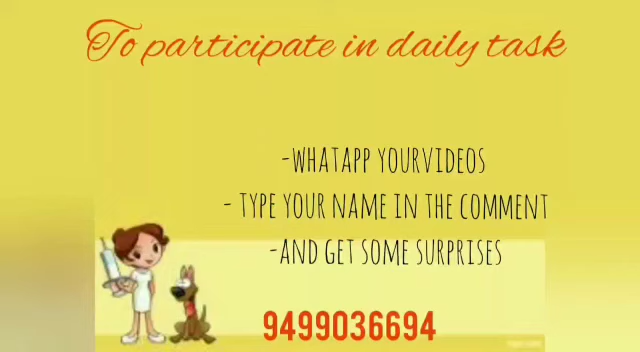 To participate in daily task
-WHATAPP YOURVIDEOS
- TYPE YOUR NAME IN THE COMMENT
-AND GET SOME SURPRISES
9499036694